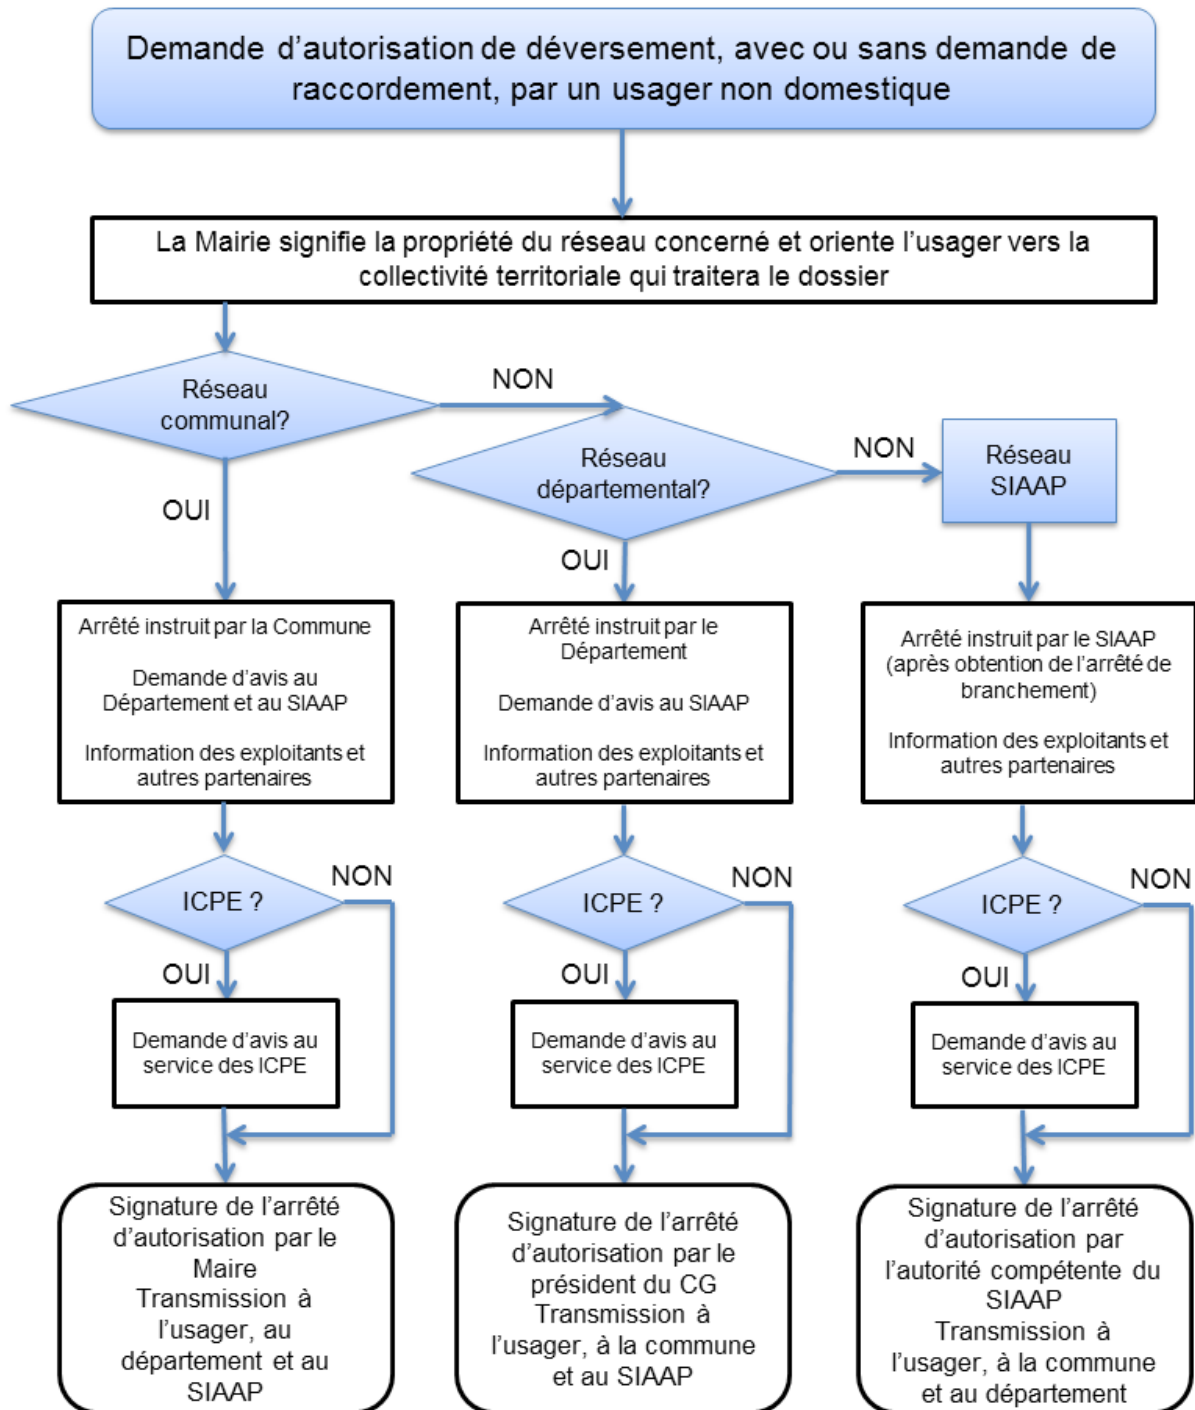 Demande d'autorisation de déversement, avec ou sans demande de
raccordement, par un usager non domestique
La Mairie signifie la propriété du réseau concerné et oriente l'usager vers la
collectivité territoriale qui traitera le dossier
Réseau
communal?
NON
Réseau
départemental?
NON
Réseau
SIAAP
OUI
OUI
Arrêté instruit par la Commune
Demande d'avis au
Département et au SIAAP
Information des exploitants et
autres partenaires
Arrêté instruit par le
Département
Demande d'avis au SIAAP
Information des exploitants et
autres partenaires
Arrêté instruit par le SIAAP
(après obtention de l'arrêté de
branchement)
Information des exploitants et
autres partenaires
ICPE ?
NON
ICPE ?
NON
ICPE ?
NON
OUI
OUI
OUI
Demande d'avis au
service des ICPE
Demande d'avis au
service des ICPE
Demande d'avis au
service des ICPE
Signature de l'arrêté
d'autorisation par le
Maire
Transmission à
l'usager, au
département et au
SIAAP
Signature de l'arrêté
d'autorisation par le
président du CG
Transmission à
l'usager, à la commune
et au SIAAP
Signature de l'arrêté
d'autorisation par
l'autorité compétente du
SIAAP
Transmission à
l'usager, à la commune
et au département